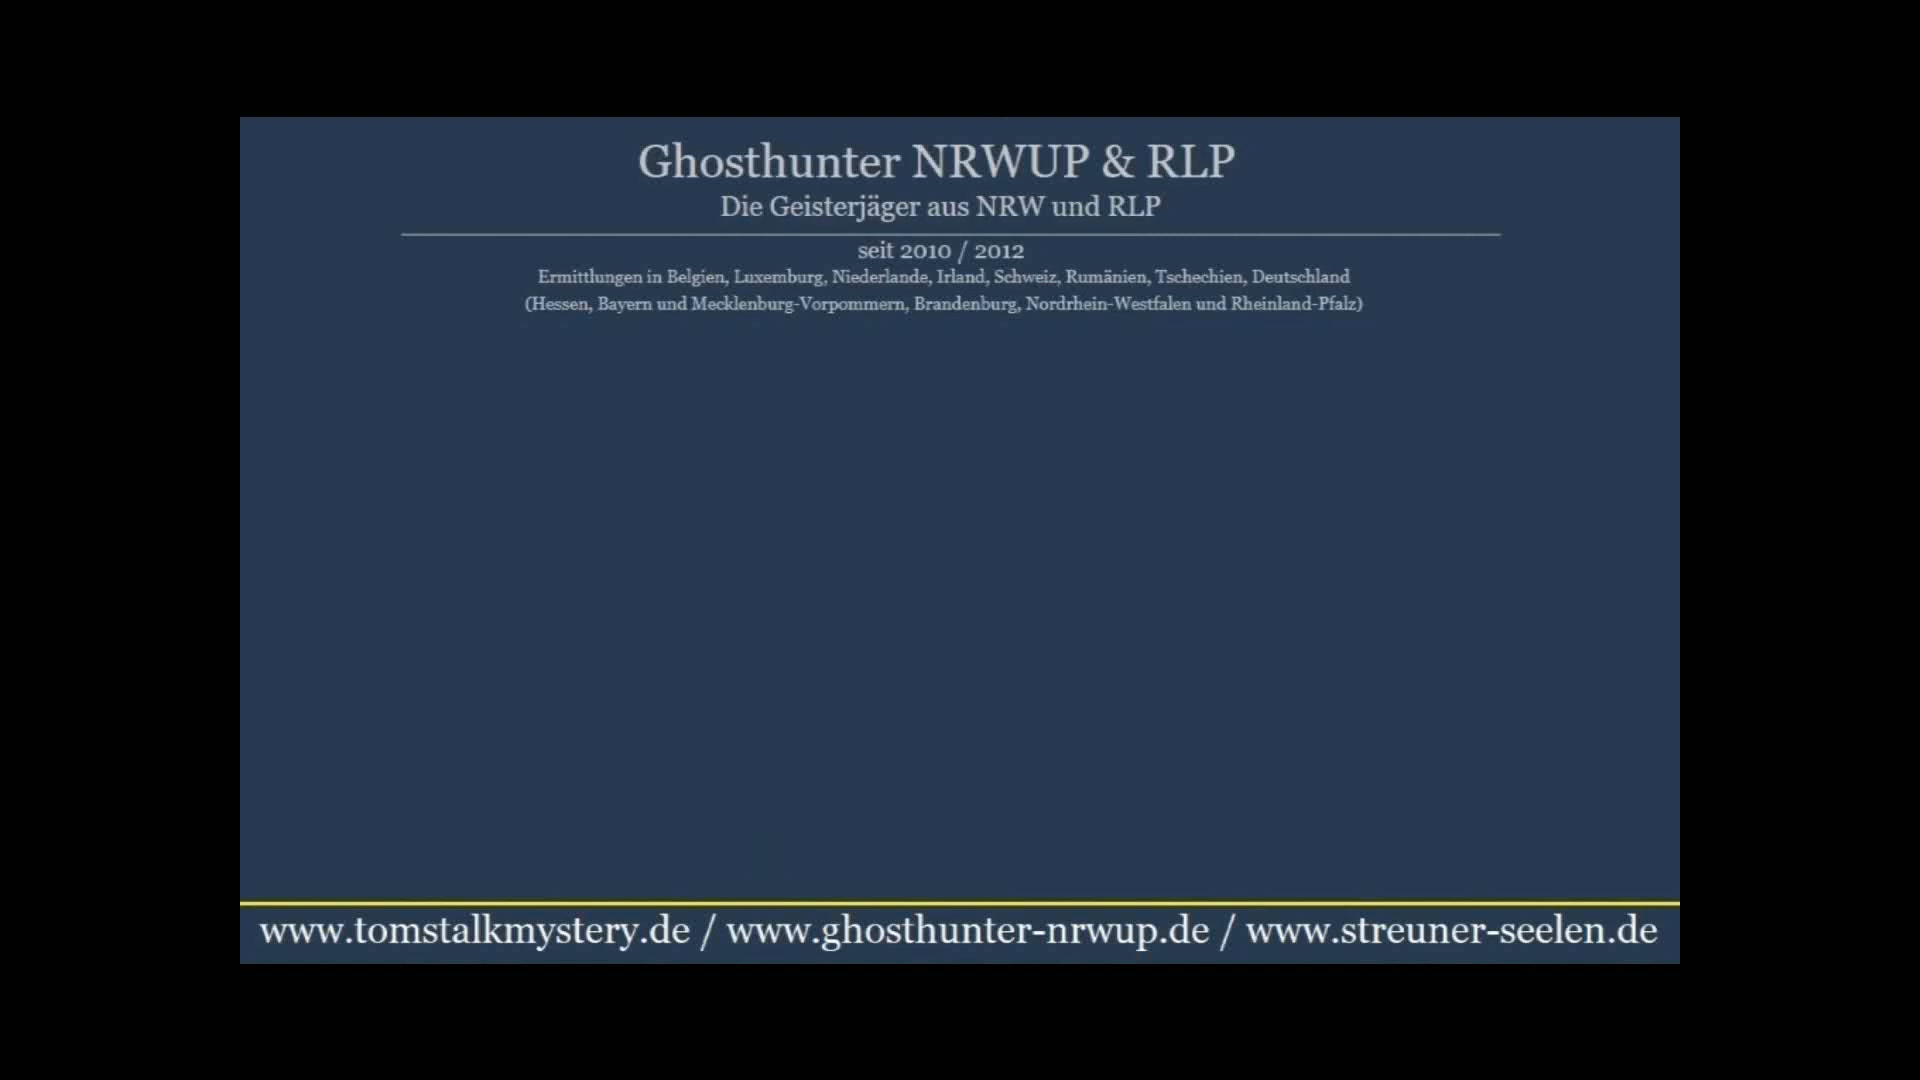 Ghosthunter NRWUP & RLP
Die Geisterjäger aus NRW und RLP
seit 2010 / 2012
Ermittlungen in Belgien, Luxemburg, Niederlande, Irland, Schweiz, Rumänien, Tschechien, Deutschland
(Hessen, Bayern und Mecklenburg-Vorpommern, Brandenburg, Nordrhein-Westfalen und Rheinland-Pfalz)
www.tomstalkmystery.de / www.ghosthunter-nrwup.de / www.streuner-seelen.de